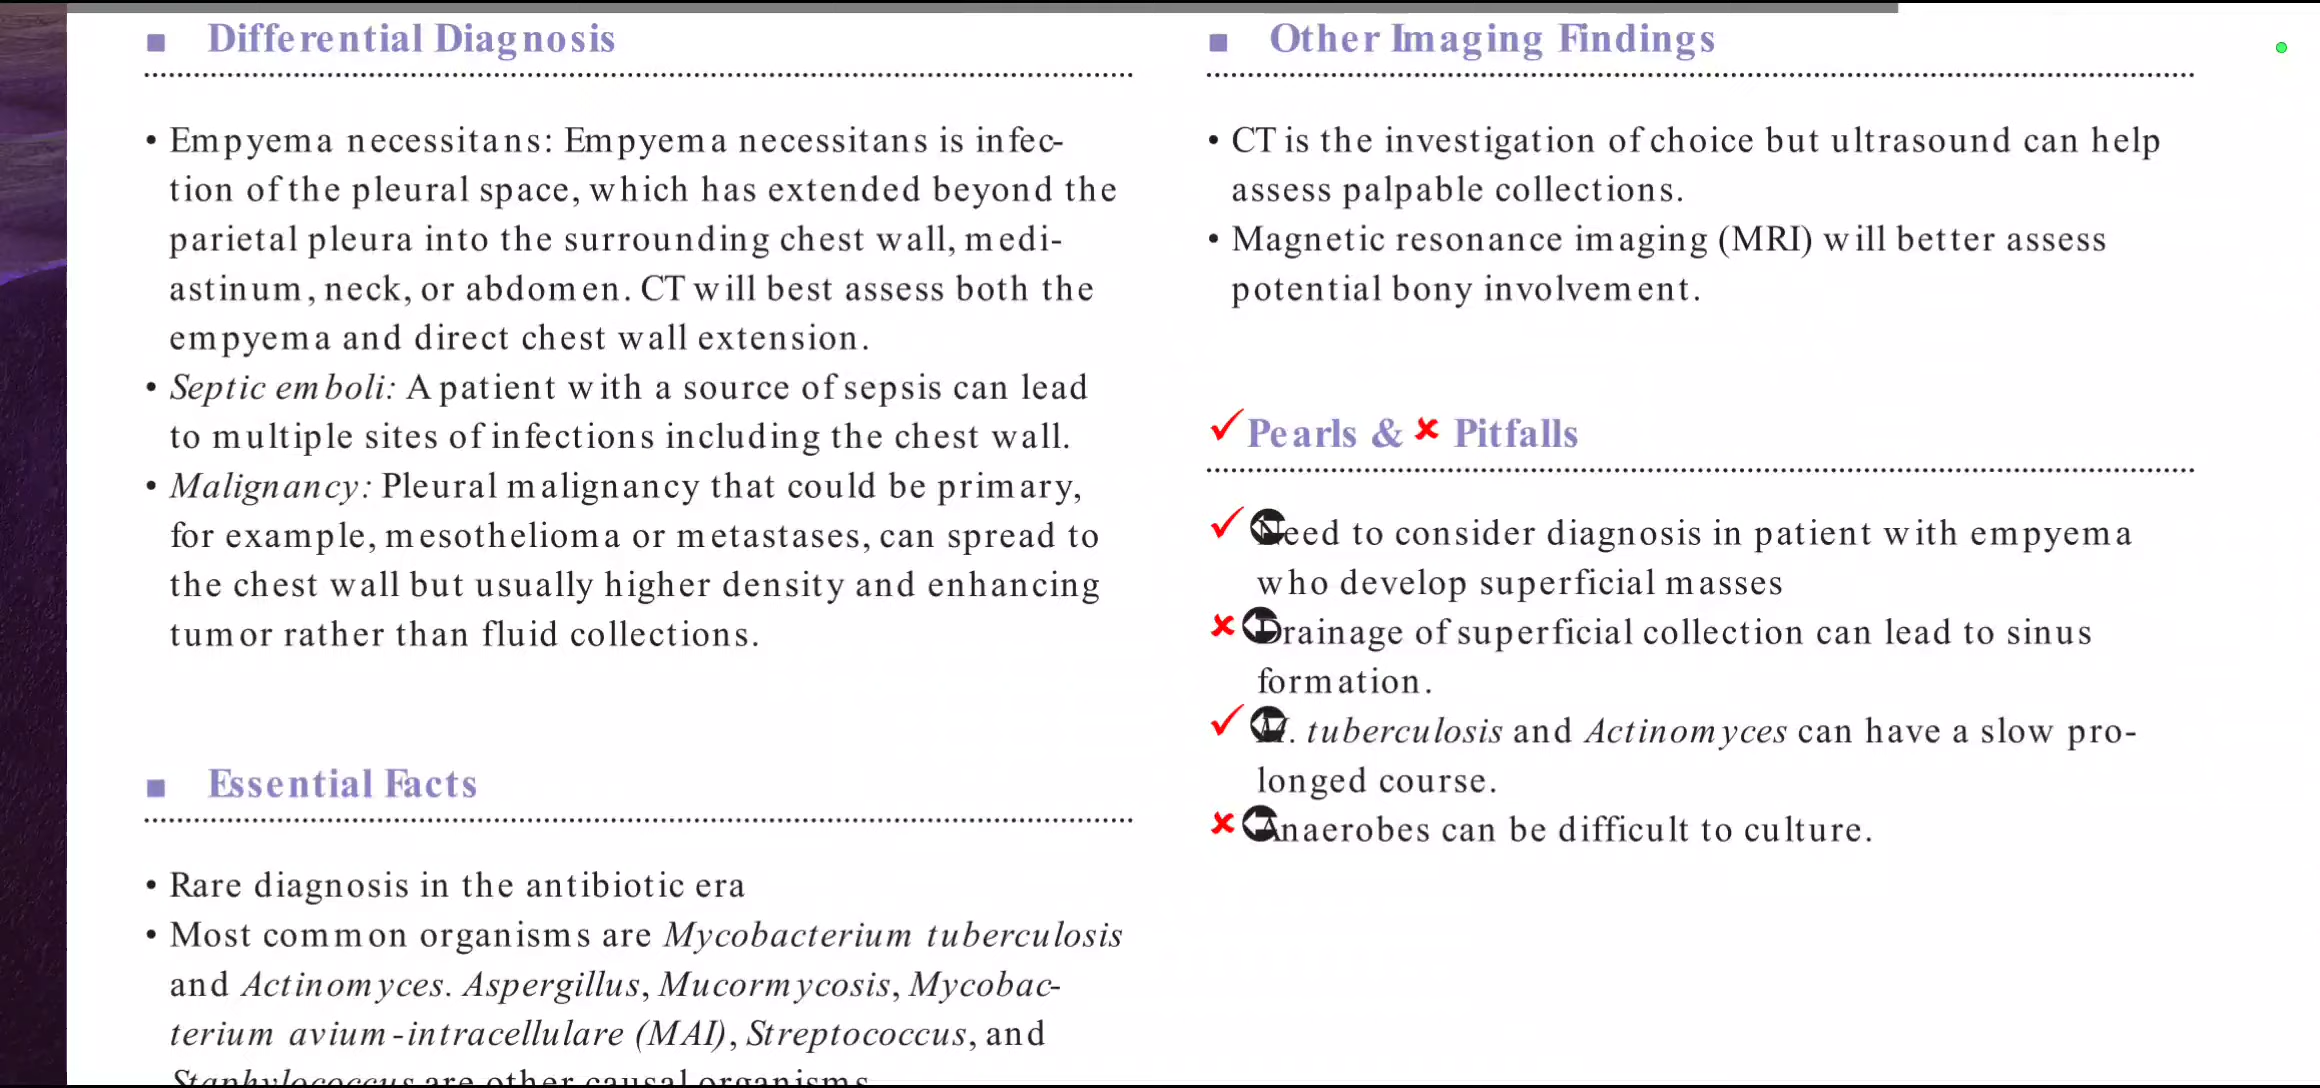 Differential Diagnosis
• Empyema necessitans: Empyema necessitans is infec-
tion of the pleural space, which has extended beyond the
parietal pleura into the surrounding chest wall, medi-
astinum, neck, or abdomen. CT will best assess both the
empyema and direct chest wall extension.
• Septic emboli: A patient with a source of sepsis can lead
to multiple sites of infections including the chest wall.
• Malignancy: Pleural malignancy that could be primary,
for example, mesothelioma or metastases, can spread to
the chest wall but usually higher density and enhancing
tumor rather than fluid collections.
Essential Facts
• Rare diagnosis in the antibiotic era
• Most common organisms are Mycobacterium tuberculosis
and Actinomyces. Aspergillus, Mucormycosis, Mycobac-
terium avium-intracellulare (MAI), Streptococcus, and
Staphylococcus are other causal organisms
Other Imaging Findings
• CT is the investigation of choice but ultrasound can help
assess palpable collections.
• Magnetic resonance imaging (MRI) will better assess
potential bony involvement.
✓ Pearls & ✘ Pitfalls
✓ Need to consider diagnosis in patient with empyema
who develop superficial masses
✘ Drainage of superficial collection can lead to sinus
formation.
✓ M. tuberculosis and Actinomyces can have a slow pro-
longed course.
✘ Anaerobes can be difficult to culture.